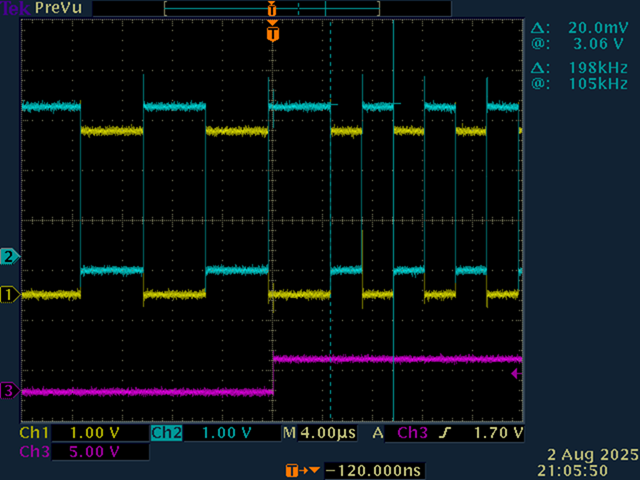 Tek PreVu
T
T
Δ: 20.0mV
@: 3.06 V
Δ: 198kHz
@: 105kHz
2
1
3
Ch1 1.00 V Ch2 1.00 V M 4.00µs A Ch3 1.70 V
Ch3 5.00 V
T -120.000ns
2 Aug 2025
21:05:50